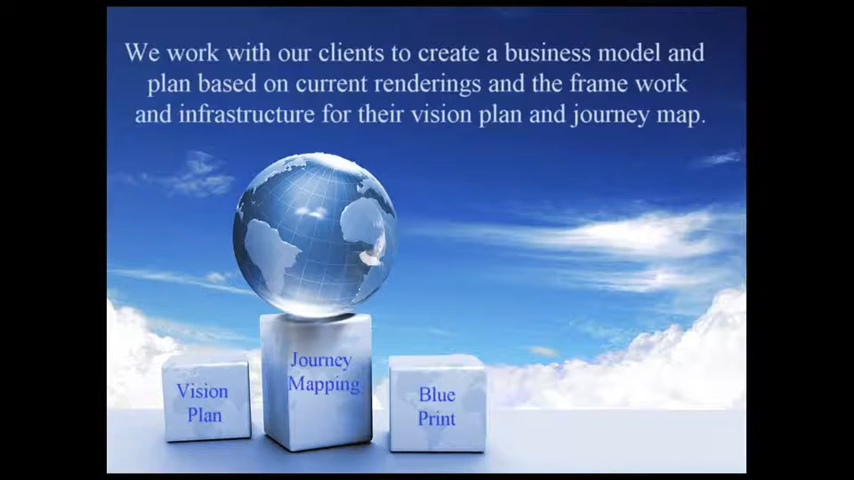 We work with our clients to create a business model and
plan based on current renderings and the frame work
and infrastructure for their vision plan and journey map.
Vision
Plan
Journey
Mapping
Blue
Print